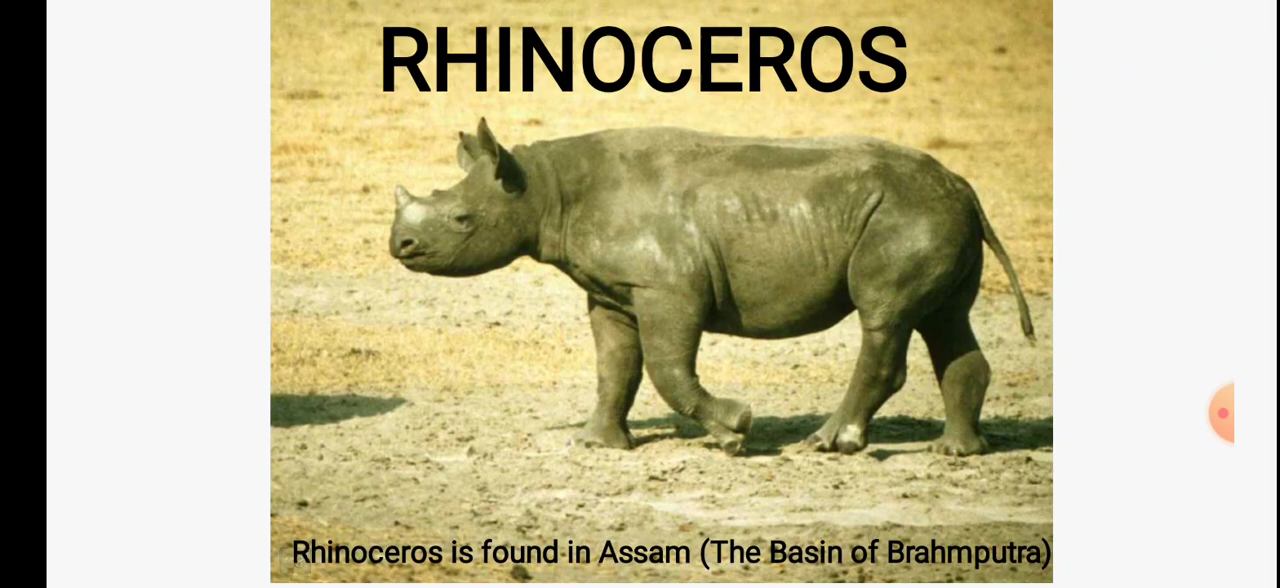 RHINOCEROS
Rhinoceros is found in Assam (The Basin of Brahmputra)